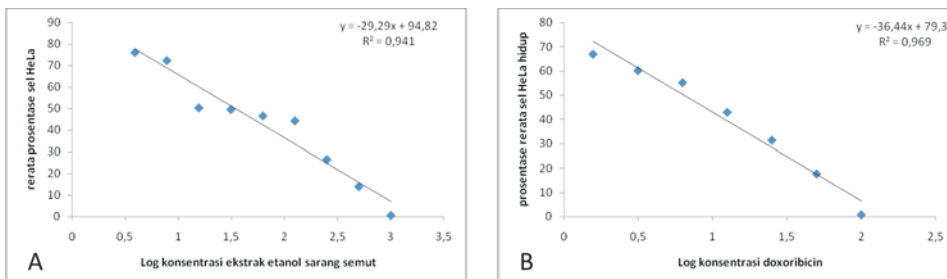 90
80
70
60
50
40
30
20
10
0
rerata prosentase sel HeLa
y = -29,29x + 94,82
R² = 0,941
0 0,5 1 1,5 2 2,5 3 3,5
Log konsentrasi ekstrak etanol sarang semut
A
80
70
60
50
40
30
20
10
0
prosentase rerata sel HeLa hidup
y = -36,44x + 79,3
R² = 0,969
0 0,5 1 1,5 2 2,5
Log konsentrasi doxoribicin
B